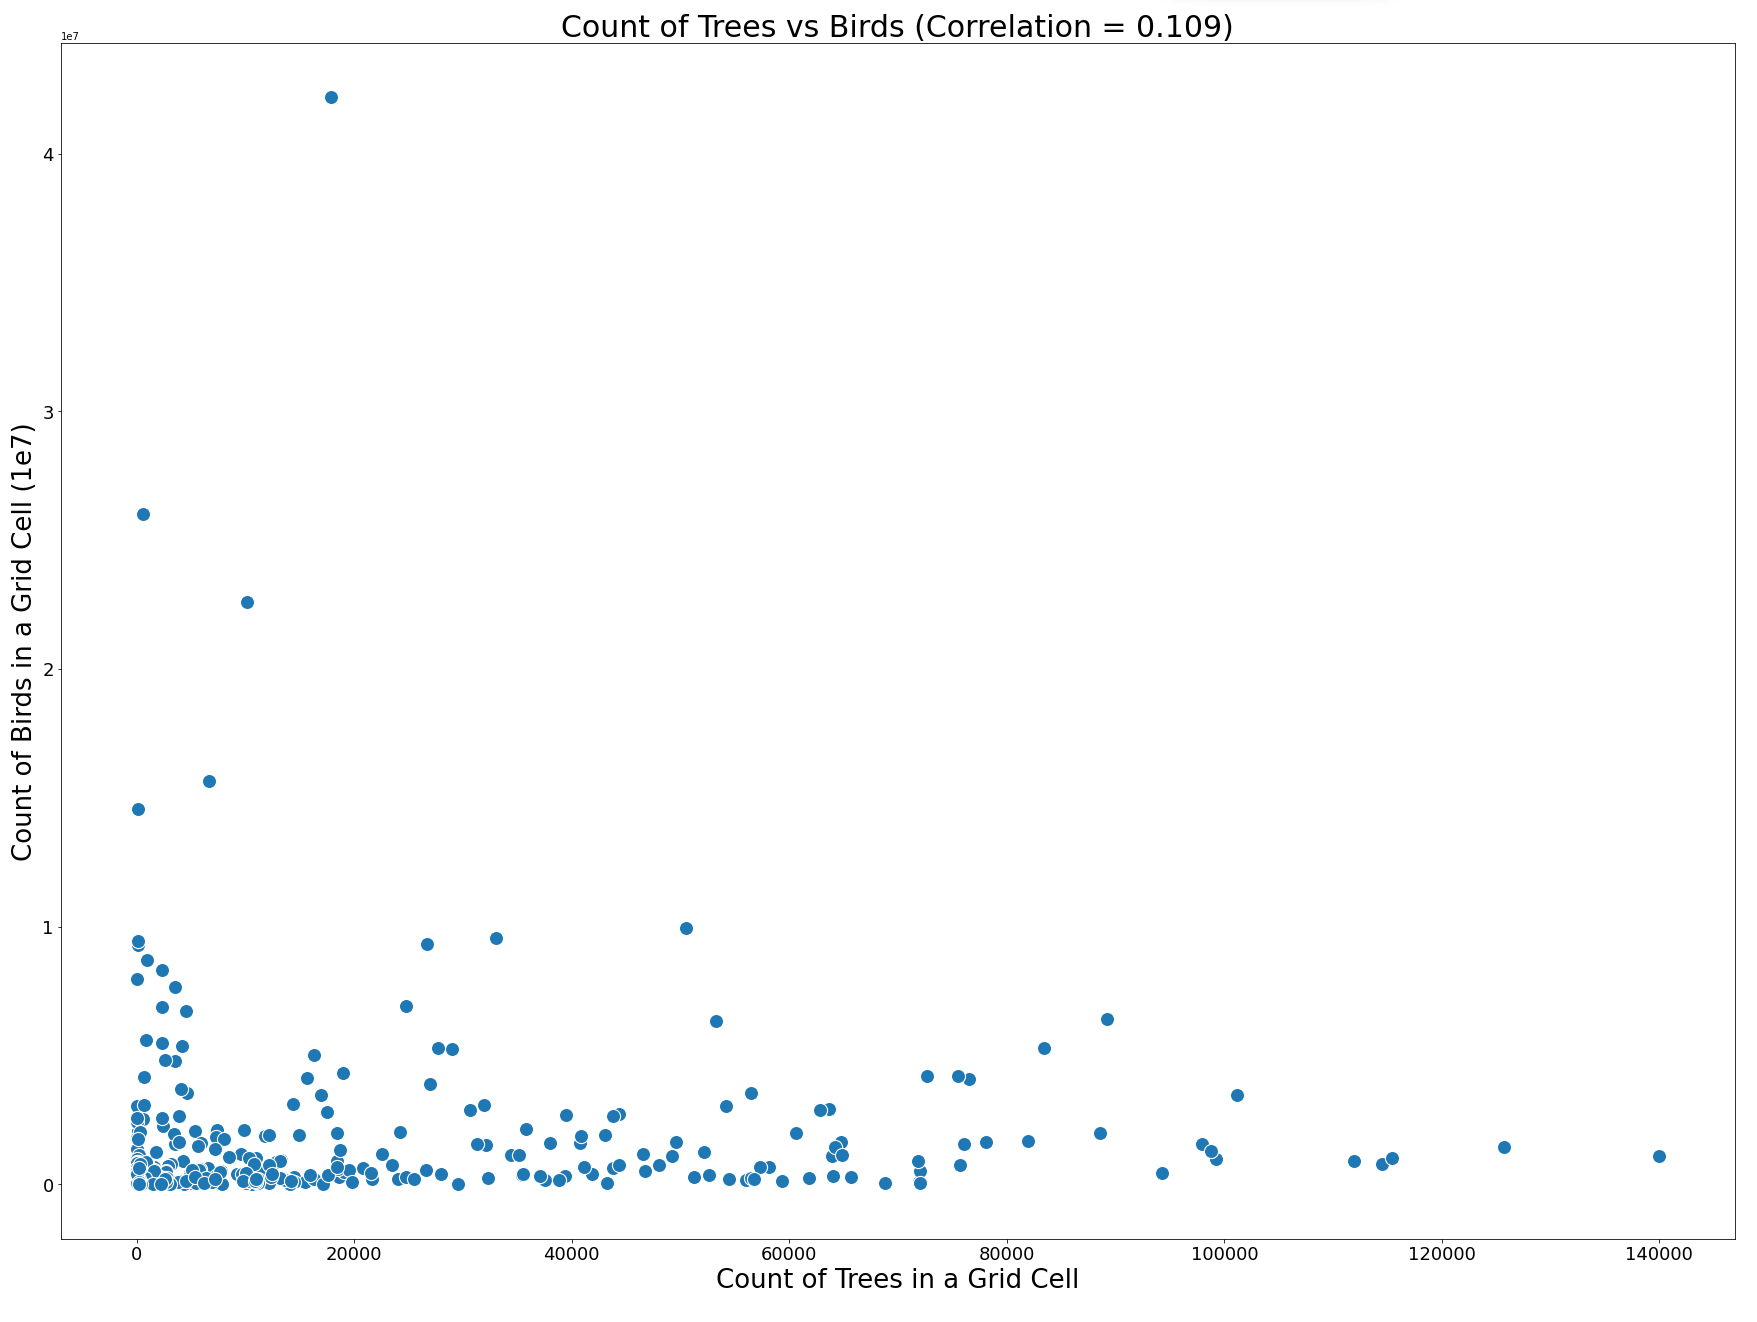 Count of Trees vs Birds (Correlation = 0.109)
1e7
4
3
2
1
0
Count of Birds in a Grid Cell (1e7)
0 20000 40000 60000 80000 100000 120000 140000
Count of Trees in a Grid Cell